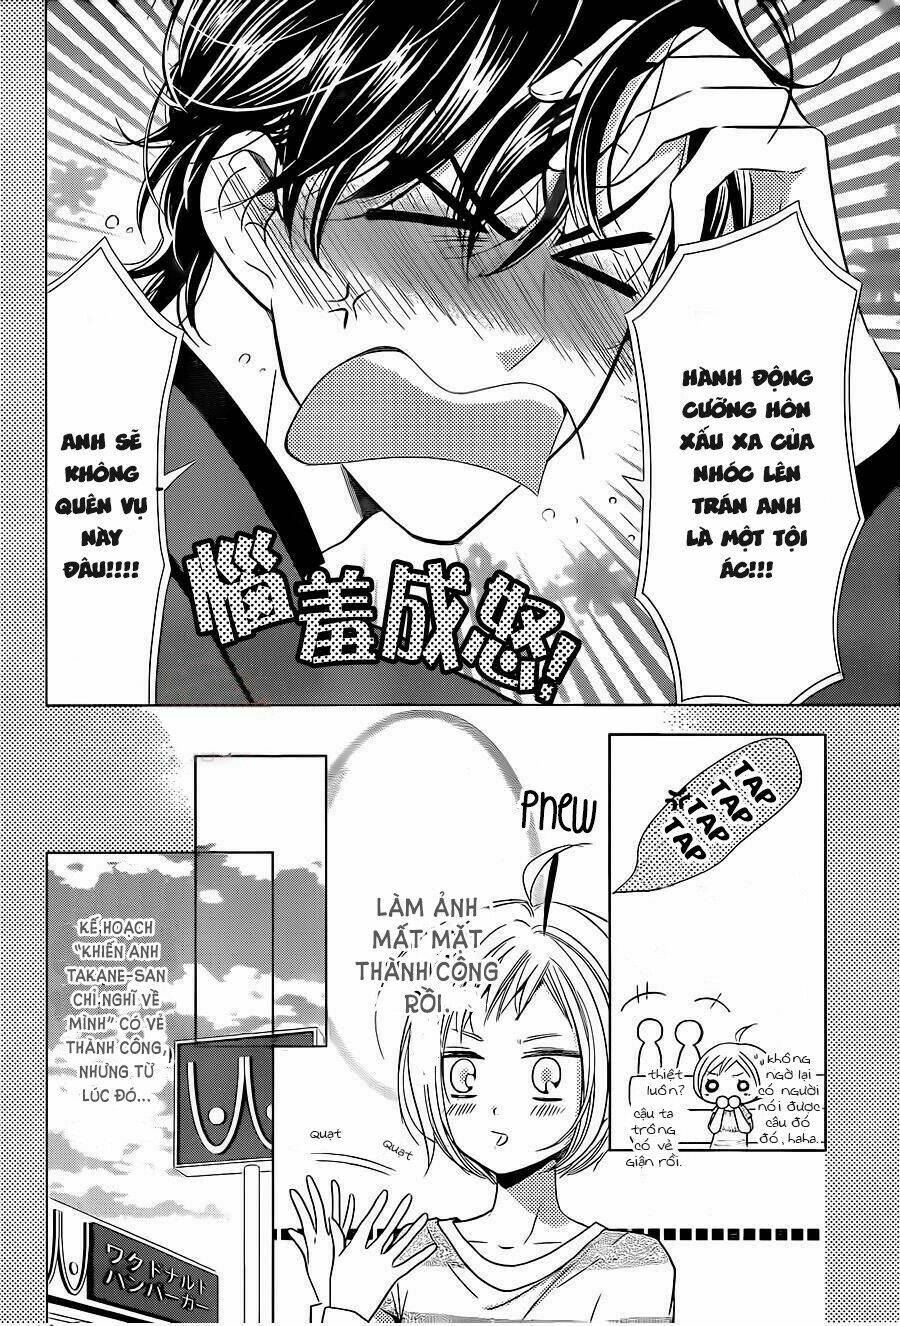 HÀNH ĐỘNG
CƯỠNG HÔN
XẤU XA CỦA
NHÓC LÊN
TRÁN ANH
LÀ MỘT TỘI
ÁC!!!
ANH SẼ
KHÔNG
QUÊN VỤ
NÀY
ĐÂU!!!!
惱羞成怒!
TAP
TAP
TAP
TAP
không
ngờ lại
có người
nói được
câu đó
đó, haha..
thiệt
luôn?
cậu ta
trông
có vẻ
giận rồi.
Phew
LÀM ẢNH
MẤT MẶT
THÀNH CÔNG
RỒI.
Quạt
Quạt
KẾ HOẠCH
“KHIẾN ANH
TAKANE-SAN
CHỈ NGHĨ VỀ
MÌNH” CÓ VẺ
THÀNH CÔNG,
NHƯNG TỪ
LÚC ĐÓ...
ワクドナルト
ハンバーガー